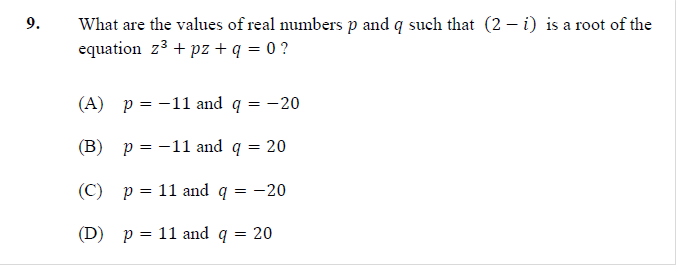 9. What are the values of real numbers p and q such that (2 − i) is a root of the
equation z³ + pz + q = 0 ?
(A) p = −11 and q = −20
(B) p = −11 and q = 20
(C) p = 11 and q = −20
(D) p = 11 and q = 20